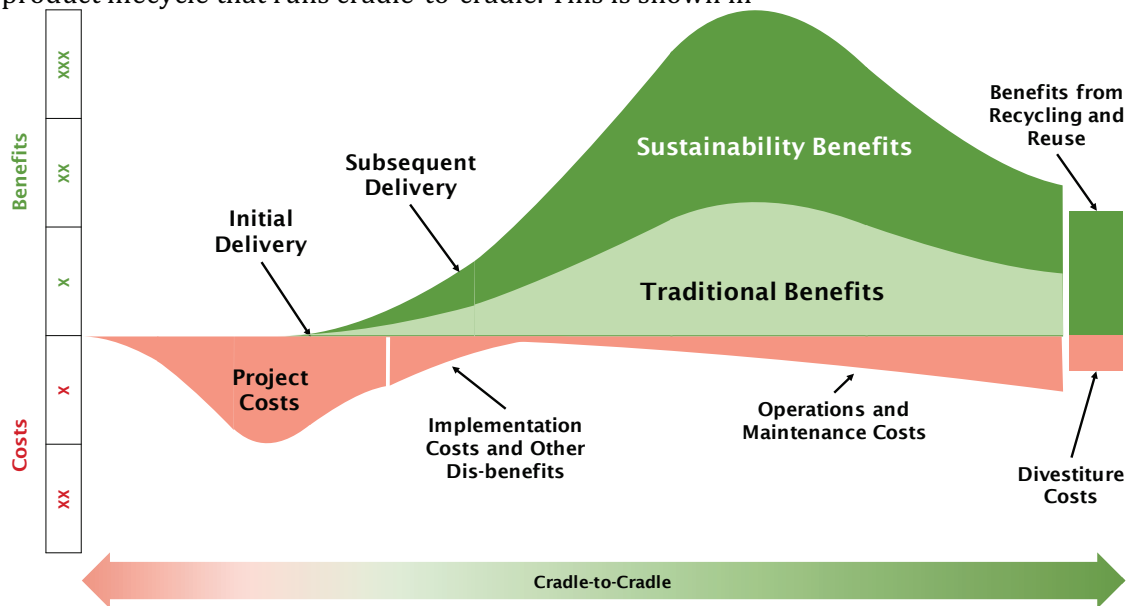 product lifecycle that runs cradle-to-cradle. This is shown in
XXX
XX
X
Benefits
X
XX
Costs
Initial
Delivery
Subsequent
Delivery
Sustainability Benefits
Traditional Benefits
Benefits from
Recycling and
Reuse
Project
Costs
Implementation
Costs and Other
Dis-benefits
Operations and
Maintenance Costs
Divestiture
Costs
Cradle-to-Cradle